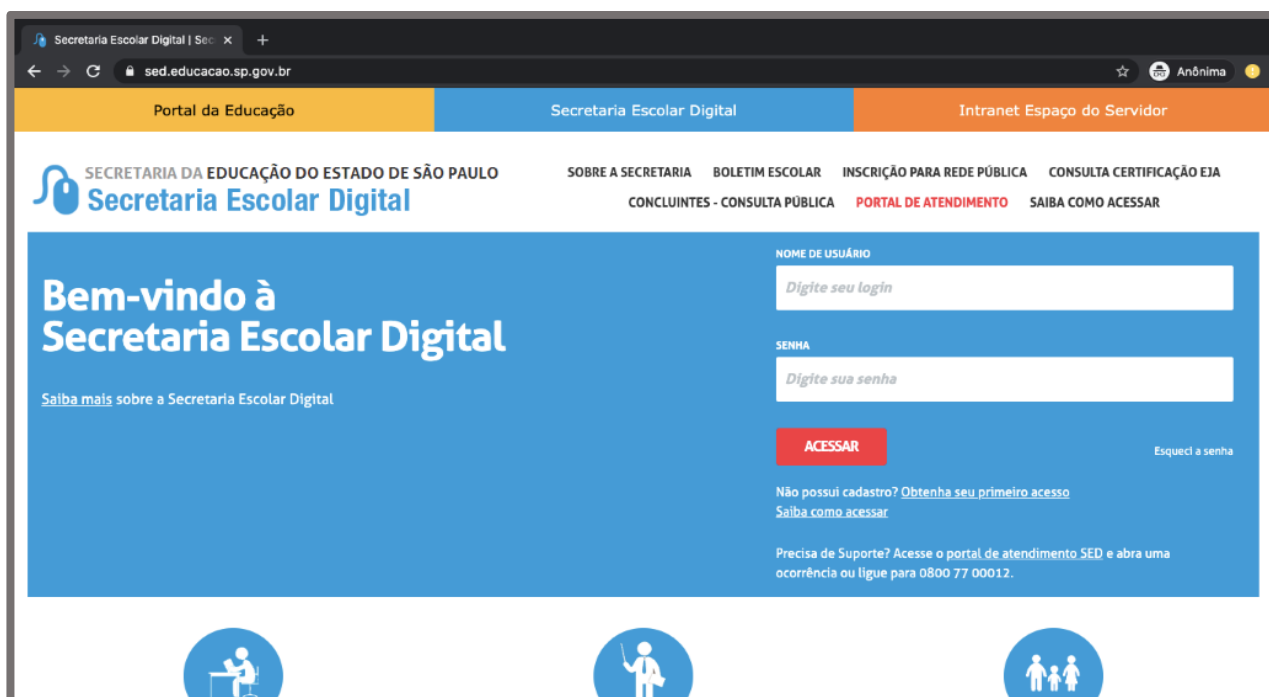 Secretaria Escolar Digital | Sec
sed.educacao.sp.gov.br
Anônima
Portal da Educação
Secretaria Escolar Digital
Intranet Espaço do Servidor
SECRETARIA DA EDUCAÇÃO DO ESTADO DE SÃO PAULO
Secretaria Escolar Digital
SOBRE A SECRETARIA BOLETIM ESCOLAR INSCRIÇÃO PARA REDE PÚBLICA CONSULTA CERTIFICAÇÃO EJA
CONCLUINTES - CONSULTA PÚBLICA PORTAL DE ATENDIMENTO SAIBA COMO ACESSAR
Bem-vindo à
Secretaria Escolar Digital
Saiba mais sobre a Secretaria Escolar Digital
NOME DE USUÁRIO
Digite seu login
SENHA
Digite sua senha
ACESSAR
Esqueci a senha
Não possui cadastro? Obtenha seu primeiro acesso
Saiba como acessar
Precisa de Suporte? Acesse o portal de atendimento SED e abra uma
ocorrência ou ligue para 0800 77 00012.